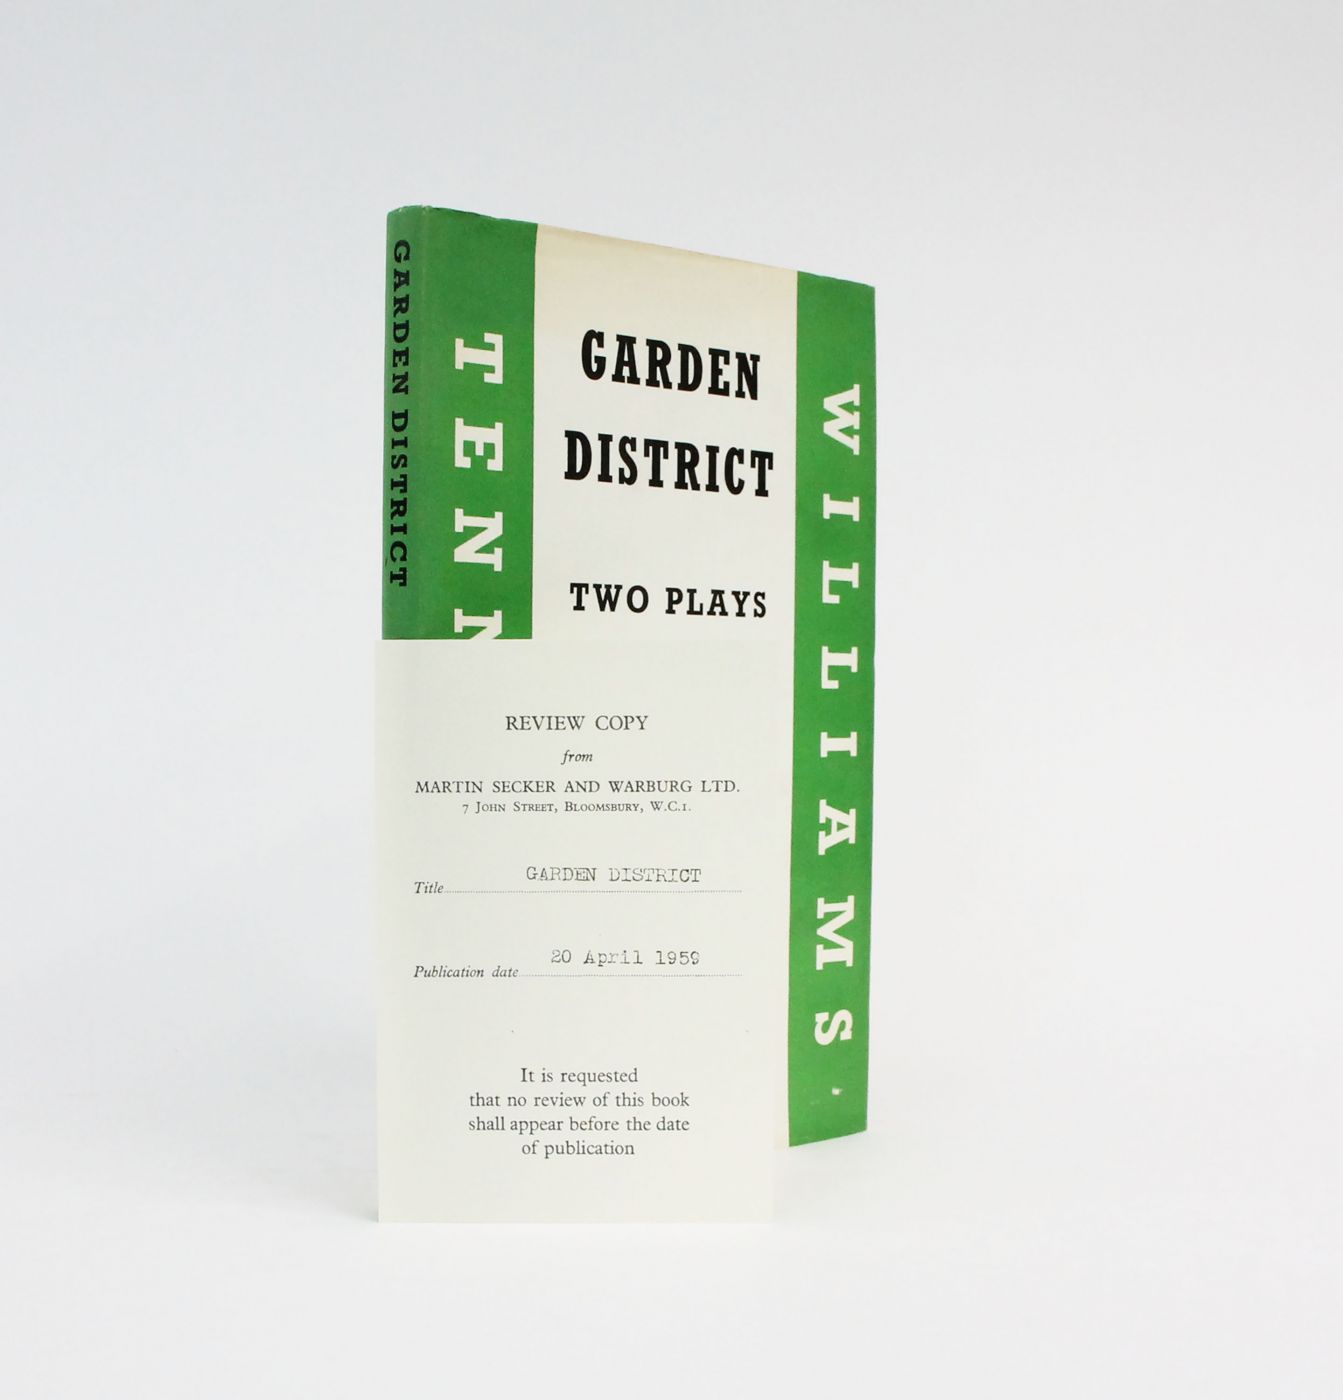 GARDEN DISTRICT
TENN
GARDEN
DISTRICT
TWO PLAYS
WILLIAMS
REVIEW COPY
from
MARTIN SECKER AND WARBURG LTD.
7 John Street, Bloomsbury, W.C.1.
Title GARDEN DISTRICT
Publication date 20 April 1959
It is requested
that no review of this book
shall appear before the date
of publication